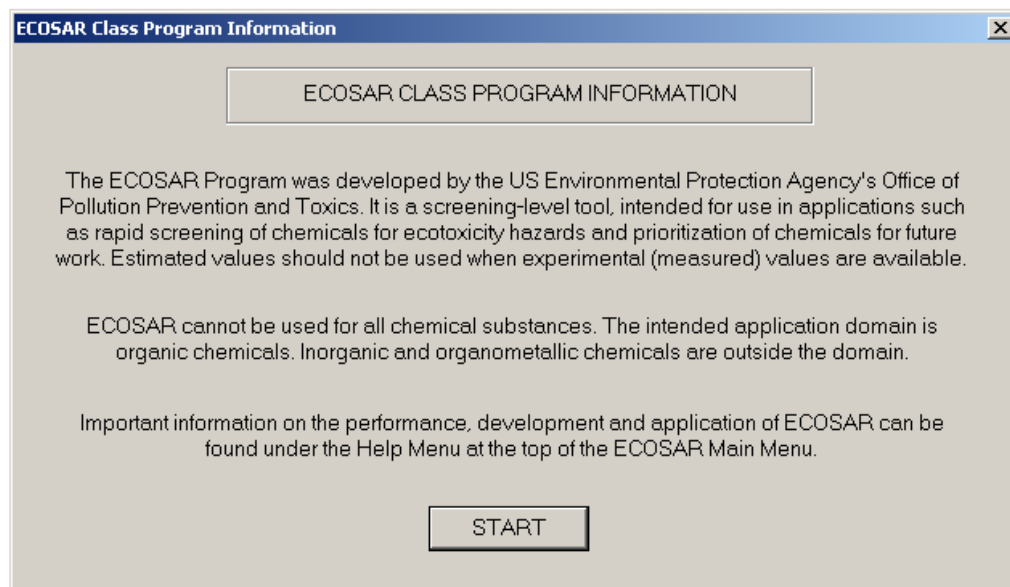 ECOSAR Class Program Information
ECOSAR CLASS PROGRAM INFORMATION
The ECOSAR Program was developed by the US Environmental Protection Agency's Office of
Pollution Prevention and Toxics. It is a screening-level tool, intended for use in applications such
as rapid screening of chemicals for ecotoxicity hazards and prioritization of chemicals for future
work. Estimated values should not be used when experimental (measured) values are available.
ECOSAR cannot be used for all chemical substances. The intended application domain is
organic chemicals. Inorganic and organometallic chemicals are outside the domain.
Important information on the performance, development and application of ECOSAR can be
found under the Help Menu at the top of the ECOSAR Main Menu.
START